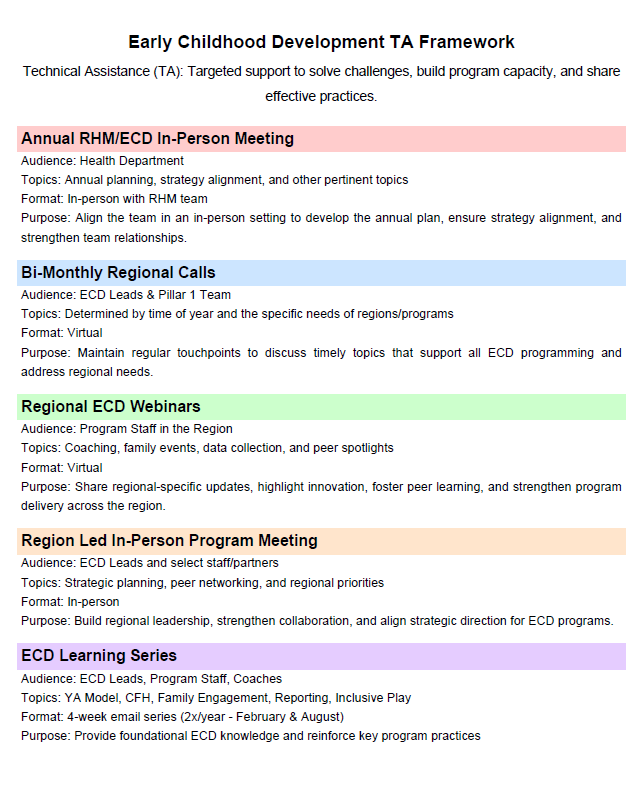 Early Childhood Development TA Framework
Technical Assistance (TA): Targeted support to solve challenges, build program capacity, and share
effective practices.
Annual RHM/ECD In-Person Meeting
Audience: Health Department
Topics: Annual planning, strategy alignment, and other pertinent topics
Format: In-person with RHM team
Purpose: Align the team in an in-person setting to develop the annual plan, ensure strategy alignment, and
strengthen team relationships.
Bi-Monthly Regional Calls
Audience: ECD Leads & Pillar 1 Team
Topics: Determined by time of year and the specific needs of regions/programs
Format: Virtual
Purpose: Maintain regular touchpoints to discuss timely topics that support all ECD programming and
address regional needs.
Regional ECD Webinars
Audience: Program Staff in the Region
Topics: Coaching, family events, data collection, and peer spotlights
Format: Virtual
Purpose: Share regional-specific updates, highlight innovation, foster peer learning, and strengthen program
delivery across the region.
Region Led In-Person Program Meeting
Audience: ECD Leads and select staff/partners
Topics: Strategic planning, peer networking, and regional priorities
Format: In-person
Purpose: Build regional leadership, strengthen collaboration, and align strategic direction for ECD programs.
ECD Learning Series
Audience: ECD Leads, Program Staff, Coaches
Topics: YA Model, CFH, Family Engagement, Reporting, Inclusive Play
Format: 4-week email series (2x/year - February & August)
Purpose: Provide foundational ECD knowledge and reinforce key program practices